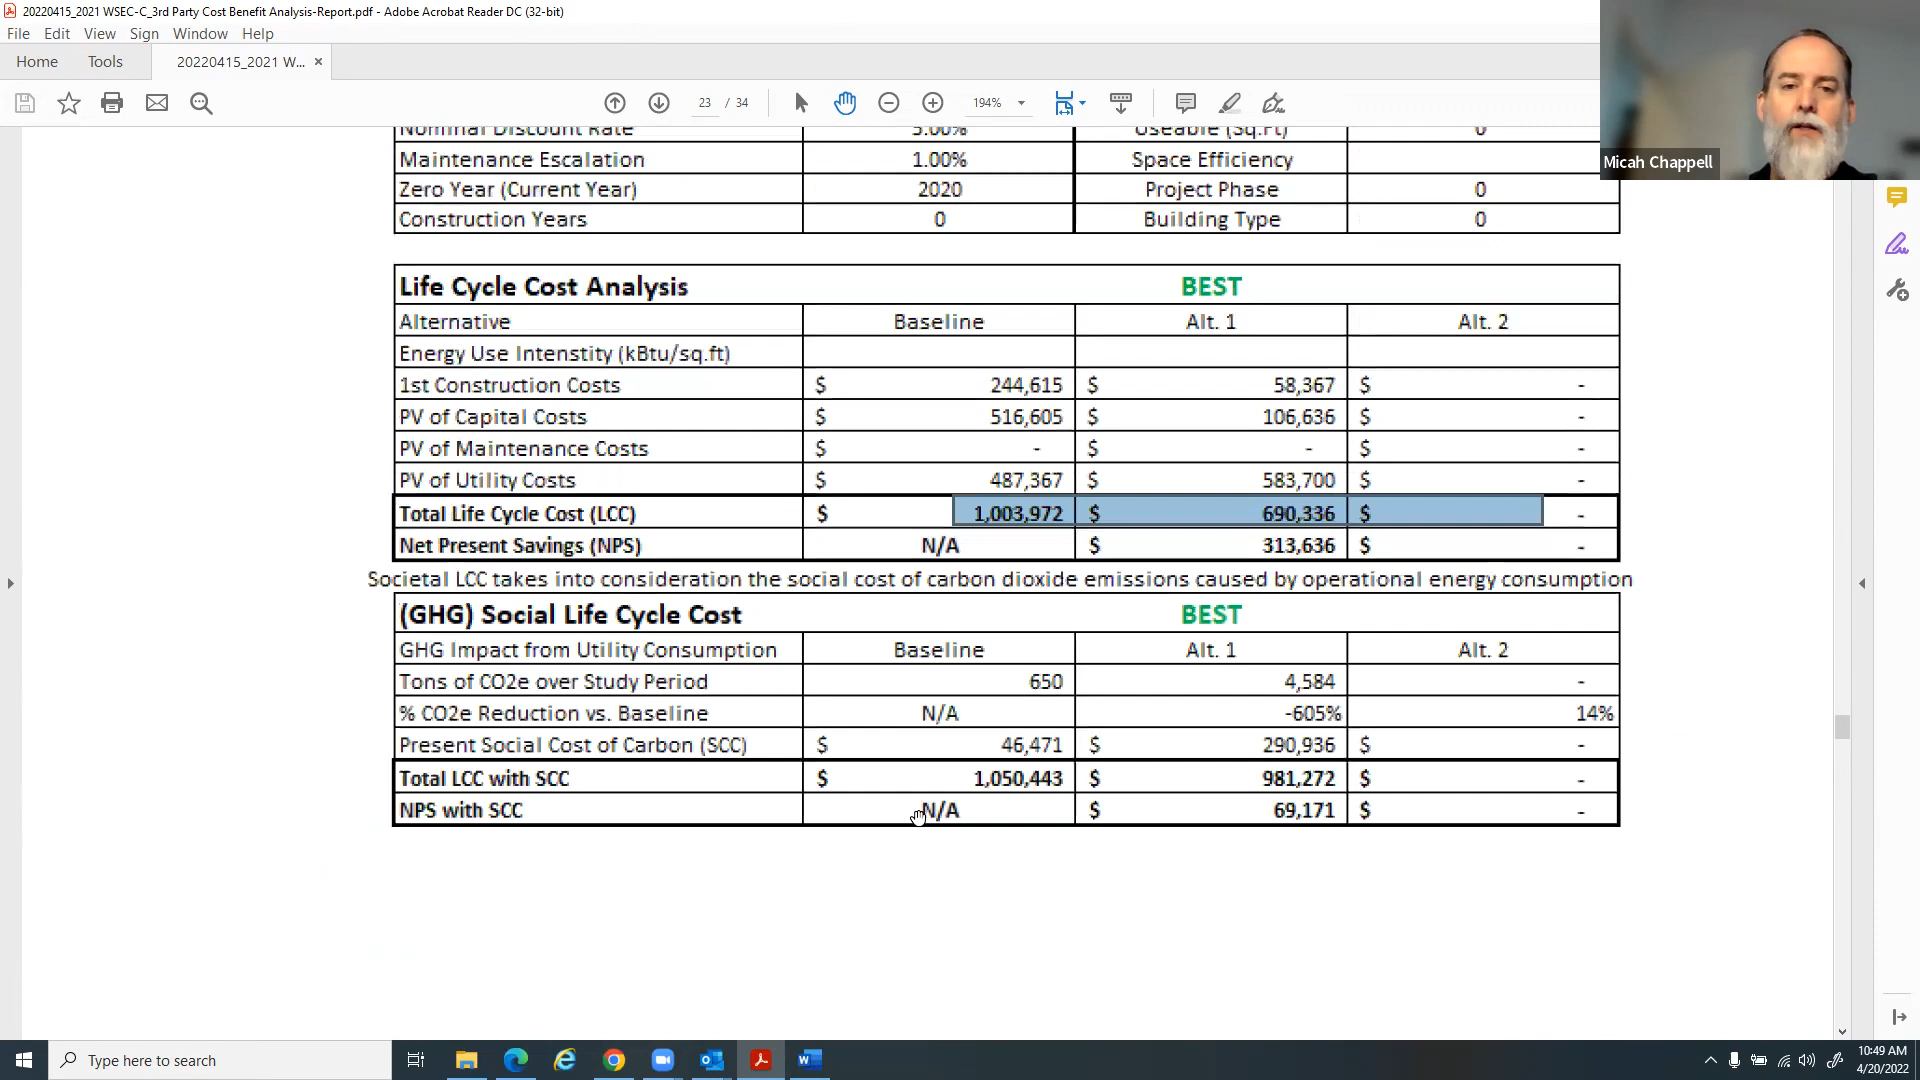 20220415_2021 WSEC-C_3rd Party Cost Benefit Analysis-Report.pdf - Adobe Acrobat Reader DC (32-bit)
File Edit View Sign Window Help
Home Tools 20220415_2021 W... ×
23 / 34 194%
Micah Chappell
Nominal Discount Rate 5.00% Useable (Sq.Ft) 0
Maintenance Escalation 1.00% Space Efficiency
Zero Year (Current Year) 2020 Project Phase 0
Construction Years 0 Building Type 0
Life Cycle Cost Analysis BEST
Alternative Baseline Alt. 1 Alt. 2
Energy Use Intenstity (kBtu/sq.ft)
1st Construction Costs $ 244,615 $ 58,367 $ -
PV of Capital Costs $ 516,605 $ 106,636 $ -
PV of Maintenance Costs $ - $ - $ -
PV of Utility Costs $ 487,367 $ 583,700 $ -
Total Life Cycle Cost (LCC) $ 1,003,972 $ 690,336 $ -
Net Present Savings (NPS) N/A $ 313,636 $ -
Societal LCC takes into consideration the social cost of carbon dioxide emissions caused by operational energy consumption
(GHG) Social Life Cycle Cost BEST
GHG Impact from Utility Consumption Baseline Alt. 1 Alt. 2
Tons of CO2e over Study Period 650 4,584 -
% CO2e Reduction vs. Baseline N/A -605% 14%
Present Social Cost of Carbon (SCC) $ 46,471 $ 290,936 $ -
Total LCC with SCC $ 1,050,443 $ 981,272 $ -
NPS with SCC N/A $ 69,171 $ -
Type here to search
10:49 AM
4/20/2022